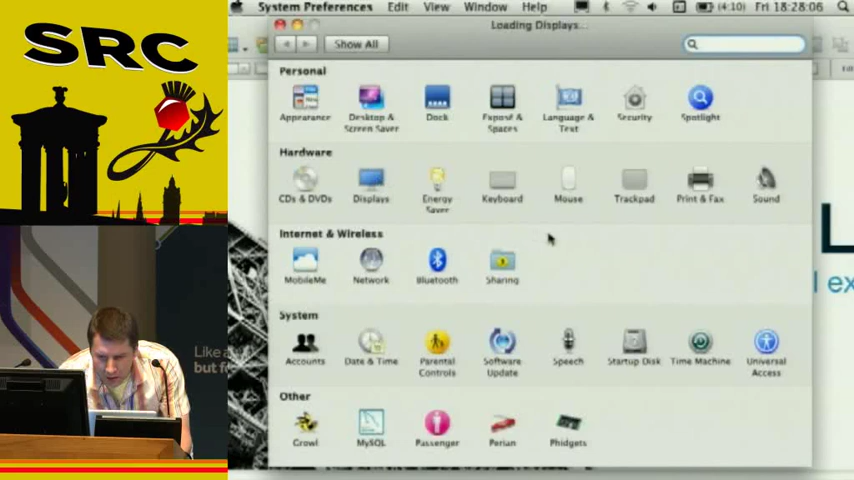 SRC
Like a
but f
System Preferences Edit View Window Help (4:10) Fri 18:28:06
Loading Displays...
Show All
Personal
Appearance Desktop & Screen Saver Dock Exposé & Spaces Language & Text Security Spotlight
Hardware
CDs & DVDs Displays Energy Saver Keyboard Mouse Trackpad Print & Fax Sound
Internet & Wireless
MobileMe Network Bluetooth Sharing
System
Accounts Date & Time Parental Controls Software Update Speech Startup Disk Time Machine Universal Access
Other
Growl MySQL Passenger Perian Phidgets
L
l ex